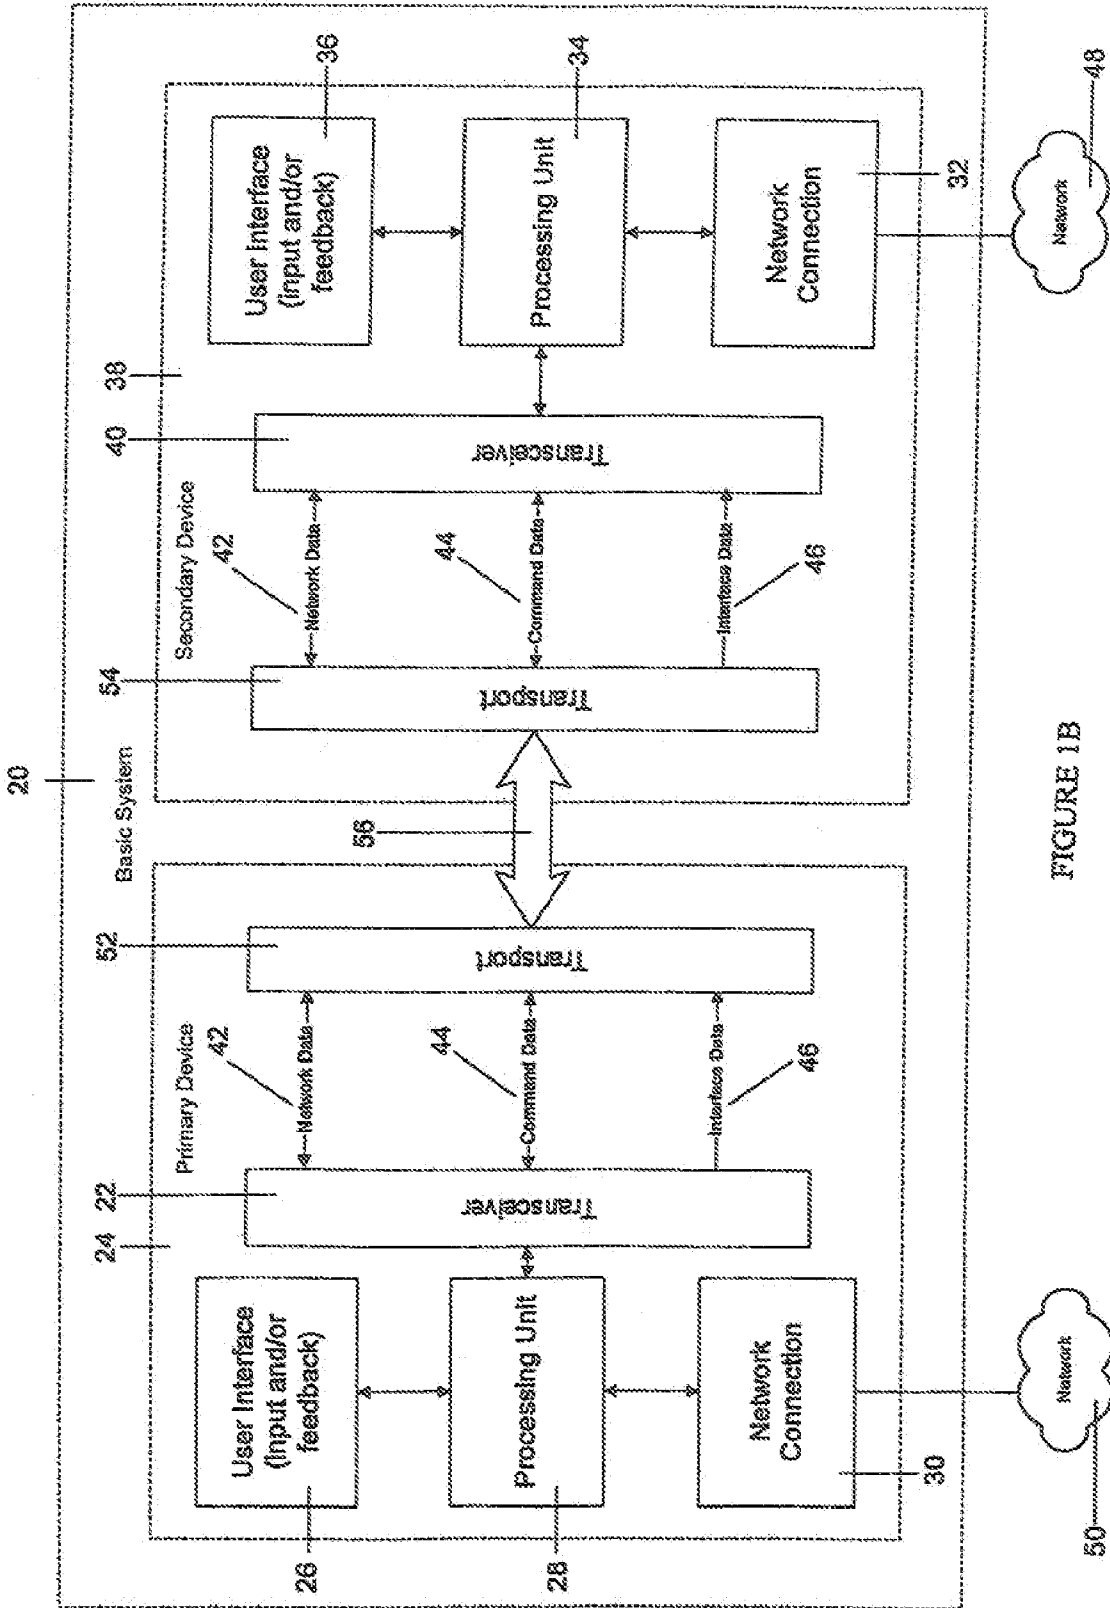 20
Basic System
24
22
Primary Device
52
54
Secondary Device
40
38
26
User Interface
(Input and/or
feedback)
28
Processing Unit
30
Network
Connection
Transceiver
42
Network Data
44
Command Data
46
Interface Data
Transport
56
Transport
42
Network Data
44
Command Data
46
Interface Data
Transceiver
User Interface
(Input and/or
feedback)
36
Processing Unit
34
Network
Connection
32
50
Network
Network
48
FIGURE 1B